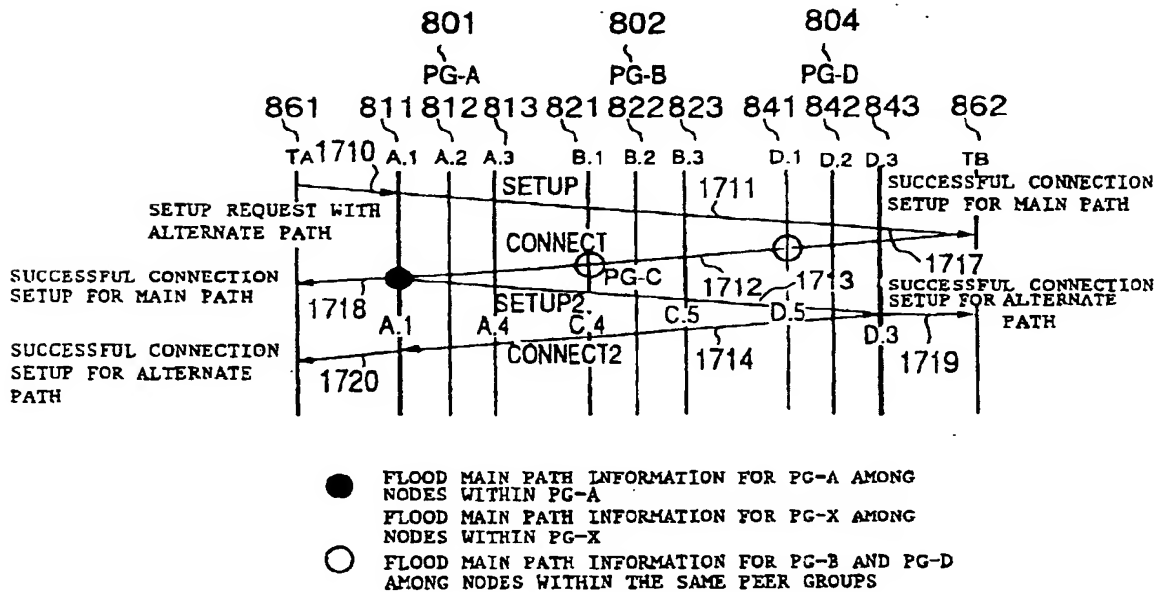 801 802 804
PG-A PG-B PG-D
861 811 812 813 821 822 823 841 842 843 862
TA 1710 A.1 A.2 A.3 B.1 B.2 B.3 D.1 D.2 D.3 TB
SETUP 1711 SUCCESSFUL CONNECTION
SETUP FOR MAIN PATH
SETUP REQUEST WITH
ALTERNATE PATH
CONNECT
PG-C 1712 1713 1717
SUCCESSFUL CONNECTION
SETUP FOR MAIN PATH
1718
SETUP2.
SUCCESSFUL CONNECTION
SETUP FOR ALTERNATE
PATH
A.1 A.4 C.4 C.5 D.5 D.3
CONNECT2 1714 1719
SUCCESSFUL CONNECTION
SETUP FOR ALTERNATE
PATH
1720
FLOOD MAIN PATH INFORMATION FOR PG-A AMONG
NODES WITHIN PG-A
FLOOD MAIN PATH INFORMATION FOR PG-X AMONG
NODES WITHIN PG-X
FLOOD MAIN PATH INFORMATION FOR PG-B AND PG-D
AMONG NODES WITHIN THE SAME PEER GROUPS